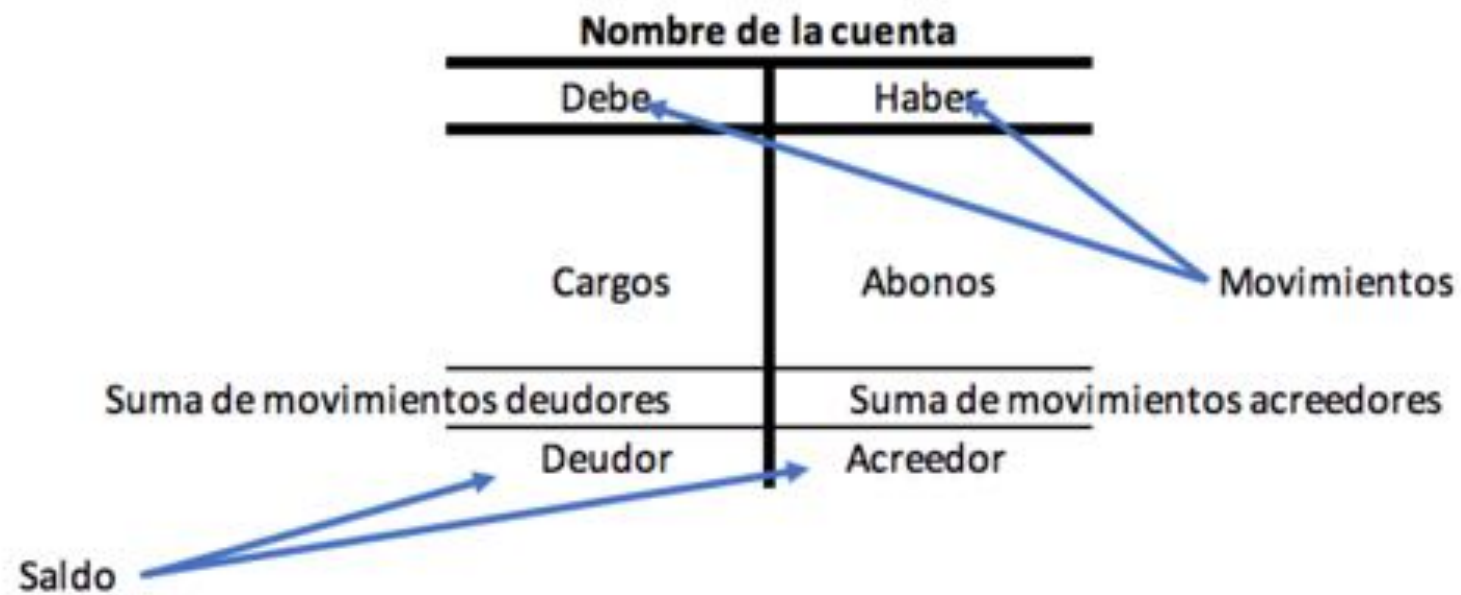 Nombre de la cuenta
Debe Haber
Cargos Abonos Movimientos
Suma de movimientos deudores Suma de movimientos acreedores
Deudor Acreedor
Saldo